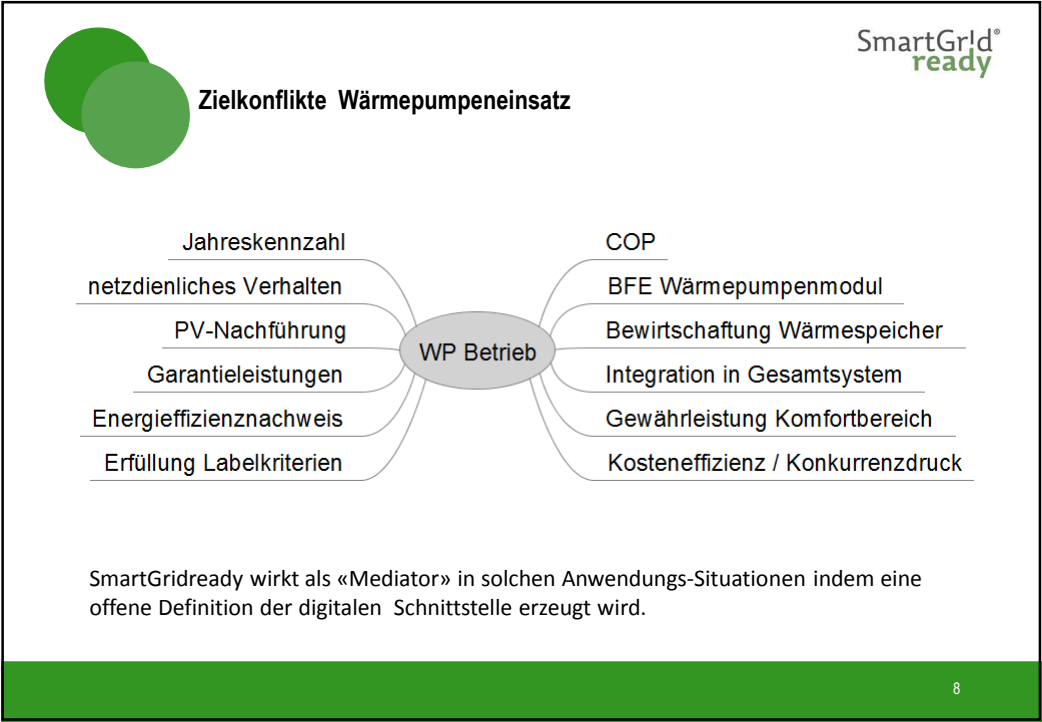 SmartGr!d®
ready
Zielkonflikte Wärmepumpeneinsatz
Jahreskennzahl
netzdienliches Verhalten
PV-Nachführung
Garantieleistungen
Energieffizienznachweis
Erfüllung Labelkriterien
WP Betrieb
COP
BFE Wärmepumpenmodul
Bewirtschaftung Wärmespeicher
Integration in Gesamtsystem
Gewährleistung Komfortbereich
Kosteneffizienz / Konkurrenzdruck
SmartGridready wirkt als «Mediator» in solchen Anwendungs-Situationen indem eine
offene Definition der digitalen Schnittstelle erzeugt wird.
8